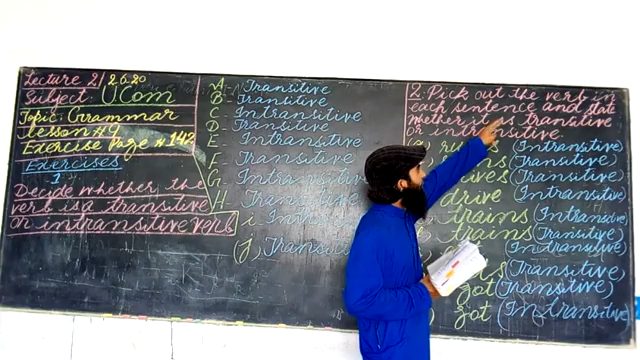 Lecture 21 2.6.20
Subject: U.Com
Topic: Grammar
Lesson #9
Exercise Page # 142
Exercises
1
Decide whether the
verb is a transitive
or intransitive verb
A - Transitive
B - Transitive
C - Intransitive
D - Transitive
E - Intransitive
F - Transitive
G - Intransitive
H - Transitive
i - Intr
(j) Transitive
2. Pick out the verb in
each sentence and state
whether it is transitive
or intransitive.
(a) (Intransitive)
(Transitive)
(Transitive)
drive (Intransitive)
trains (Intransitive)
trains (Transitive)
(Intransitive)
(Transitive)
got (Transitive)
got (Intransitive)